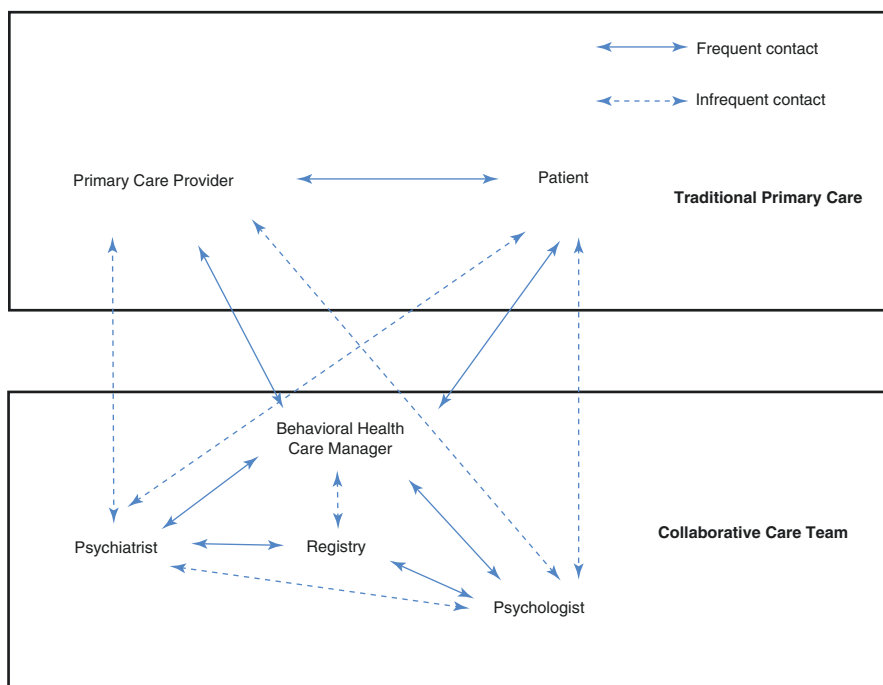 Frequent contact
Infrequent contact
Primary Care Provider
Patient
Traditional Primary Care
Behavioral Health
Care Manager
Collaborative Care Team
Psychiatrist
Registry
Psychologist